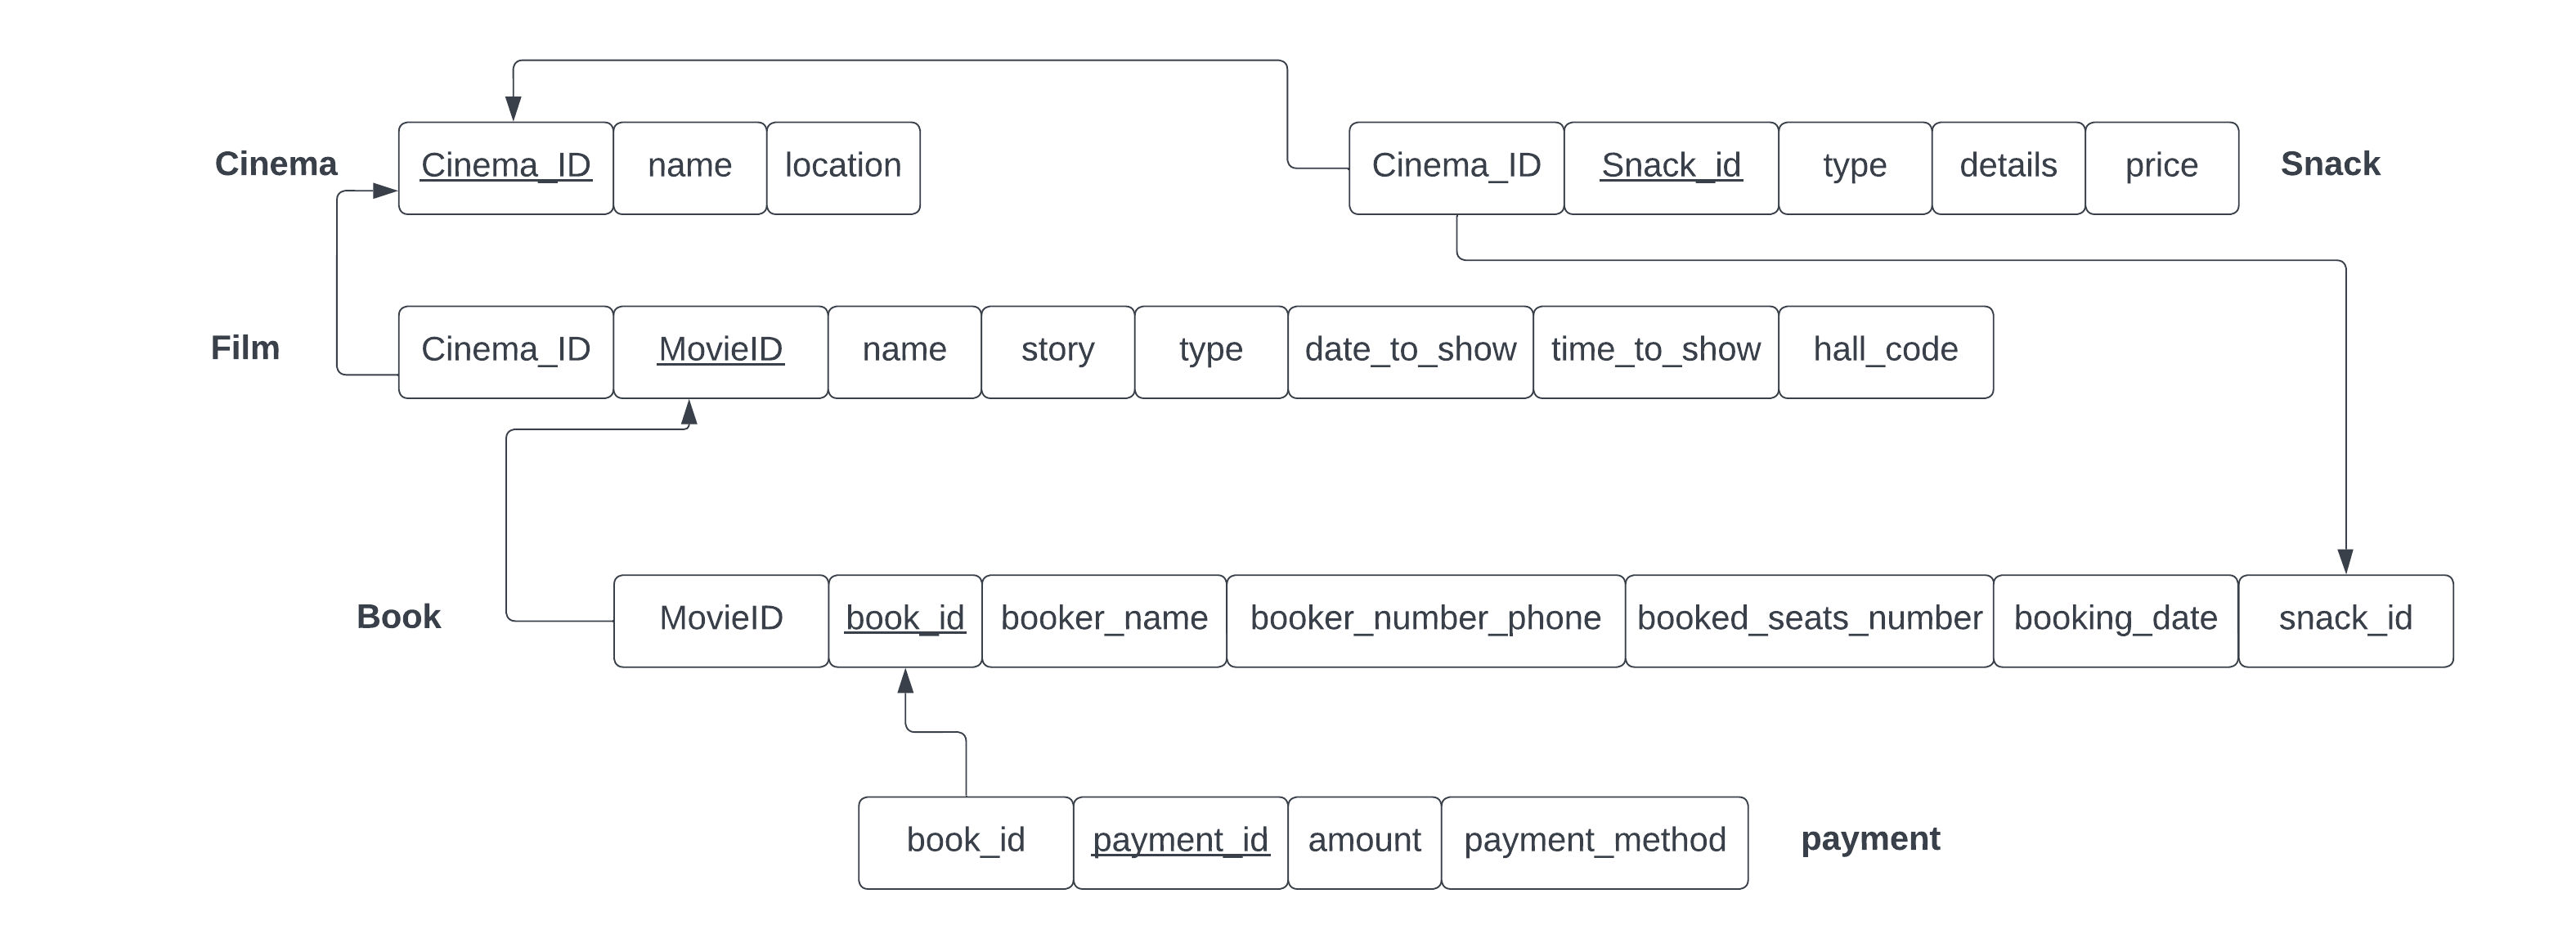 Cinema Cinema_ID name location
Cinema_ID Snack_id type details price Snack
Film Cinema_ID MovieID name story type date_to_show time_to_show hall_code
Book MovieID book_id booker_name booker_number_phone booked_seats_number booking_date snack_id
book_id payment_id amount payment_method payment